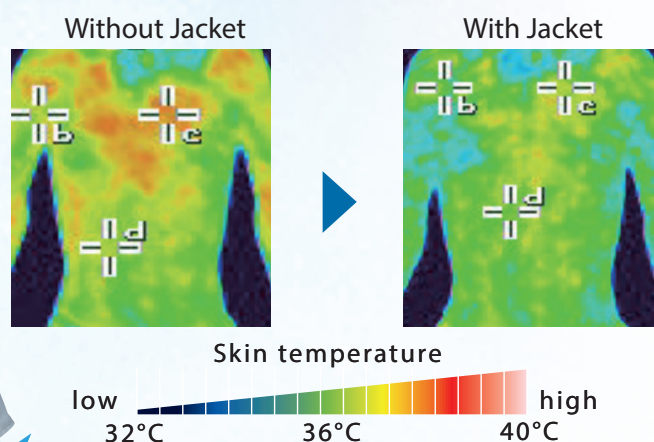 Without Jacket
With Jacket
b
c
d
b
c
d
Skin temperature
low
high
32°C
36°C
40°C